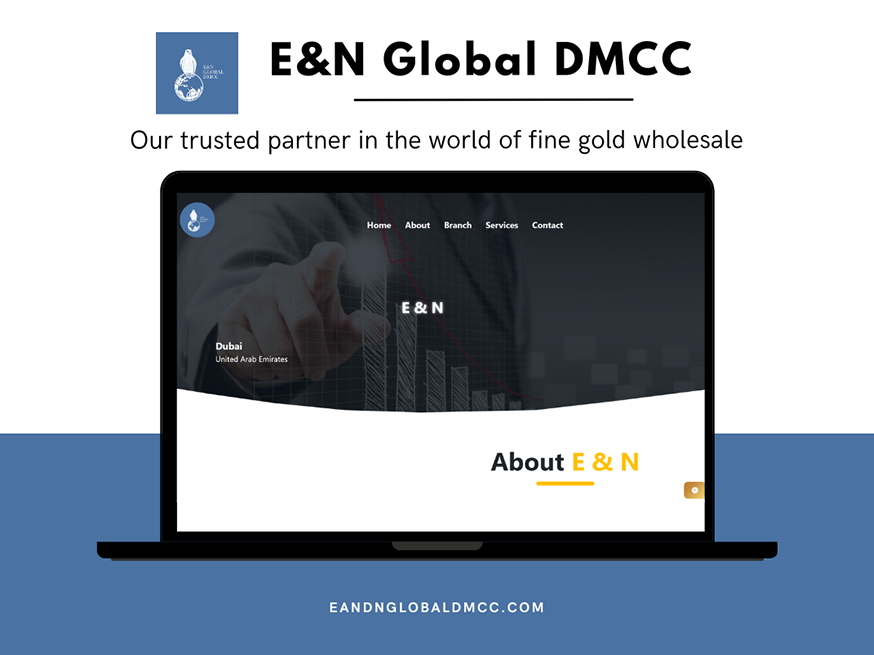 E&N
GLOBAL
DMCC
E&N Global DMCC
Our trusted partner in the world of fine gold wholesale
Home About Branch Services Contact
E & N
Dubai
United Arab Emirates
About E & N
EANDNGLOBALDMCC.COM